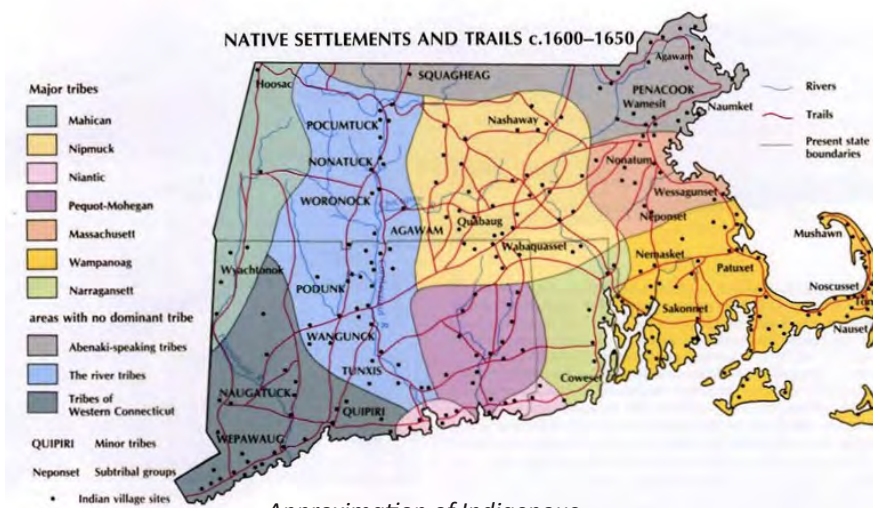 NATIVE SETTLEMENTS AND TRAILS c.1600–1650
Major tribes
Mahican
Nipmuck
Niantic
Pequot-Mohegan
Massachusett
Wampanoag
Narragansett
areas with no dominant tribe
Abenaki-speaking tribes
The river tribes
Tribes of
Western Connecticut
QUIPIRI Minor tribes
Neponset Subtribal groups
• Indian village sites
Rivers
Trails
Present state
boundaries
Hoosac
SQUAGHEAG
Agawam
PENACOOK
Wamesit
Naumket
POCUMTUCK
Nashaway
NONATUCK
Nonatum
WORONOCK
Wessagunset
Neponset
AGAWAM
Quabaug
Wabaquasset
Nemasket
Mushawn
Patuxet
Wyachtonok
PODUNK
Sakonnet
Noscusset
Nauset
WANGUNCK
TUNXIS
Coweset
NAUGATUCK
QUIPIRI
WEPAWAUG